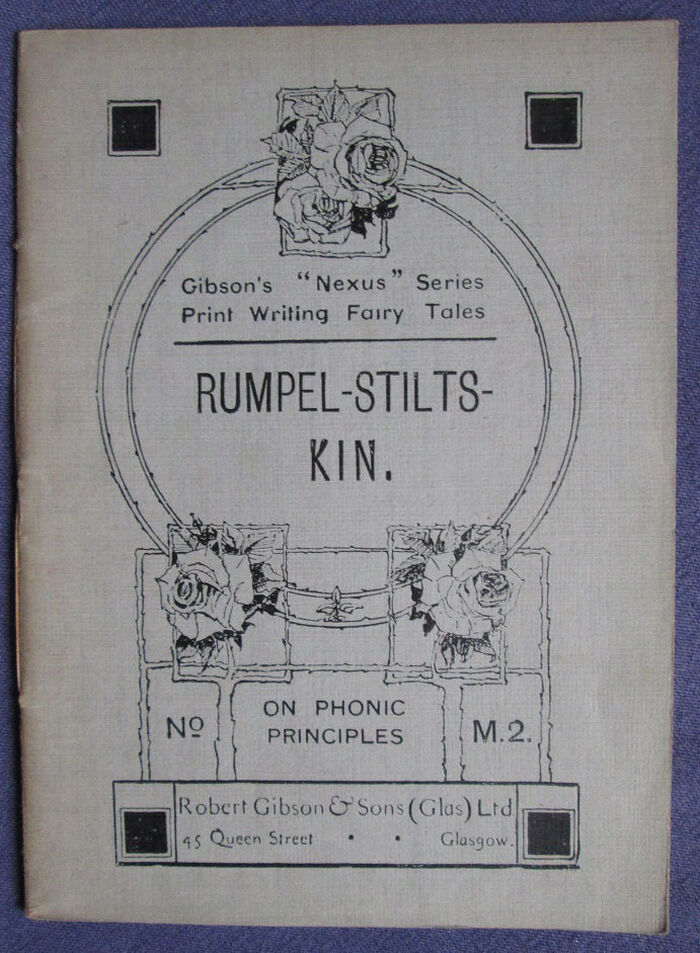 Gibson's "Nexus" Series
Print Writing Fairy Tales
RUMPEL-STILTS-
KIN.
Nº
ON PHONIC
PRINCIPLES
M.2.
Robert Gibson & Sons (Glas) Ltd
45 Queen Street • • Glasgow.